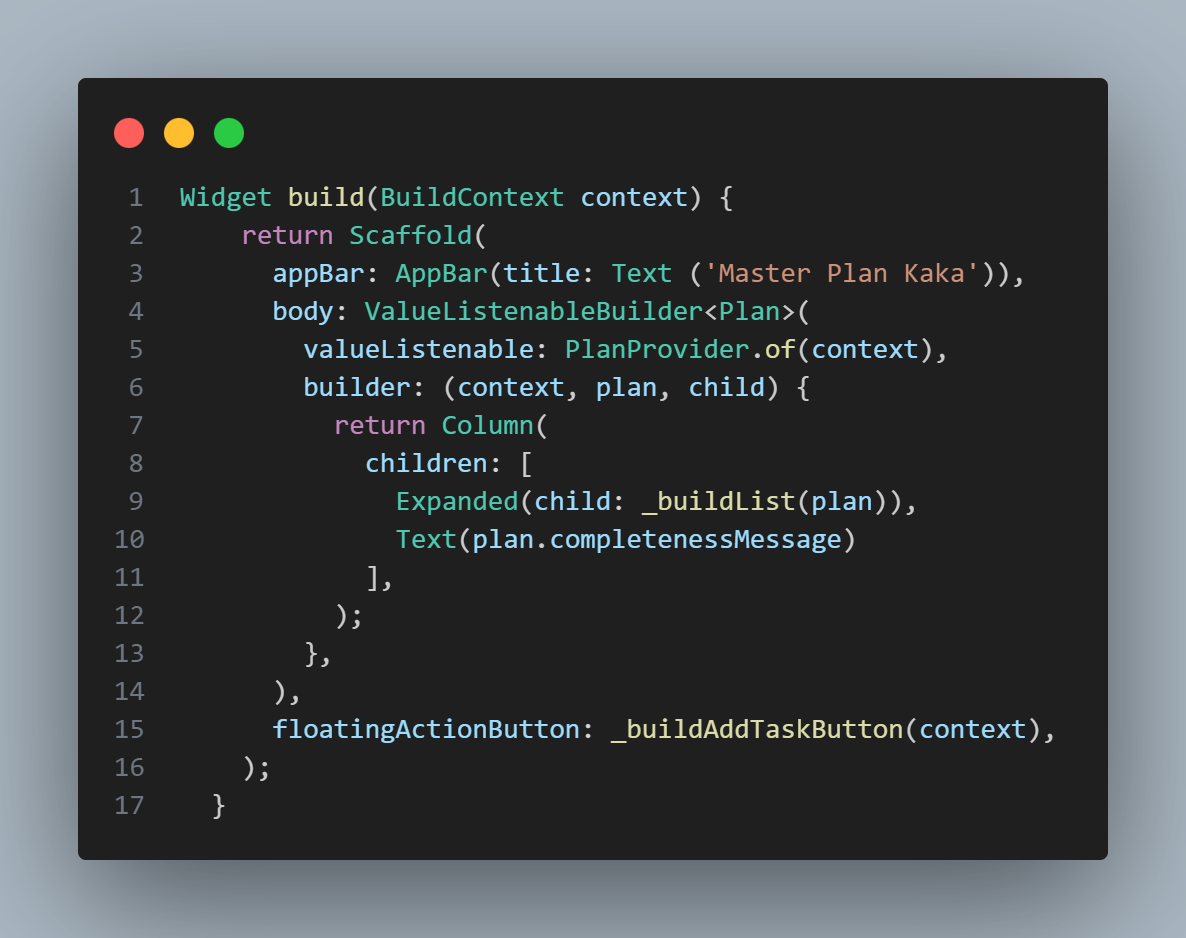 1 Widget build(BuildContext context) {
2     return Scaffold(
3       appBar: AppBar(title: Text ('Master Plan Kaka')),
4       body: ValueListenableBuilder<Plan>(
5         valueListenable: PlanProvider.of(context),
6         builder: (context, plan, child) {
7           return Column(
8             children: [
9               Expanded(child: _buildList(plan)),
10               Text(plan.completenessMessage)
11             ],
12           );
13         },
14       ),
15       floatingActionButton: _buildAddTaskButton(context),
16     );
17   }